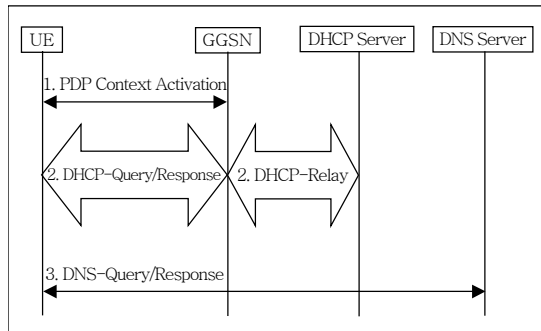 UE GGSN DHCP Server DNS Server
1. PDP Context Activation
2. DHCP-Query/Response 2. DHCP-Relay
3. DNS-Query/Response